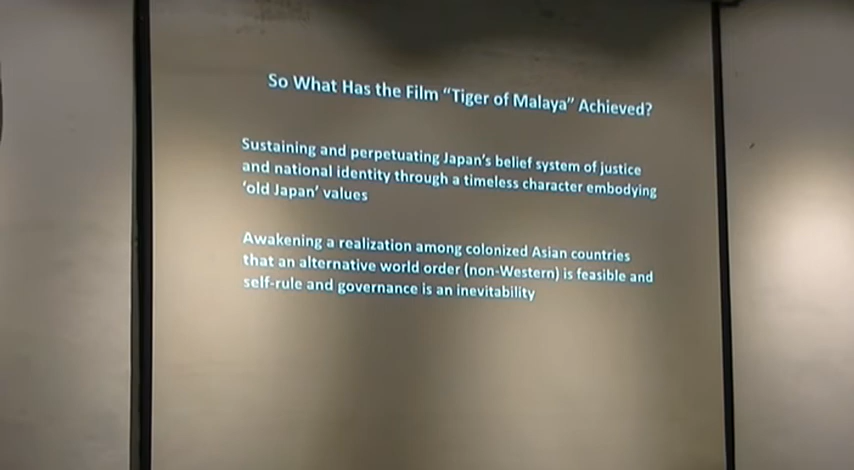 So What Has the Film “Tiger of Malaya” Achieved?
Sustaining and perpetuating Japan’s belief system of justice
and national identity through a timeless character embodying
‘old Japan’ values
Awakening a realization among colonized Asian countries
that an alternative world order (non-Western) is feasible and
self-rule and governance is an inevitability